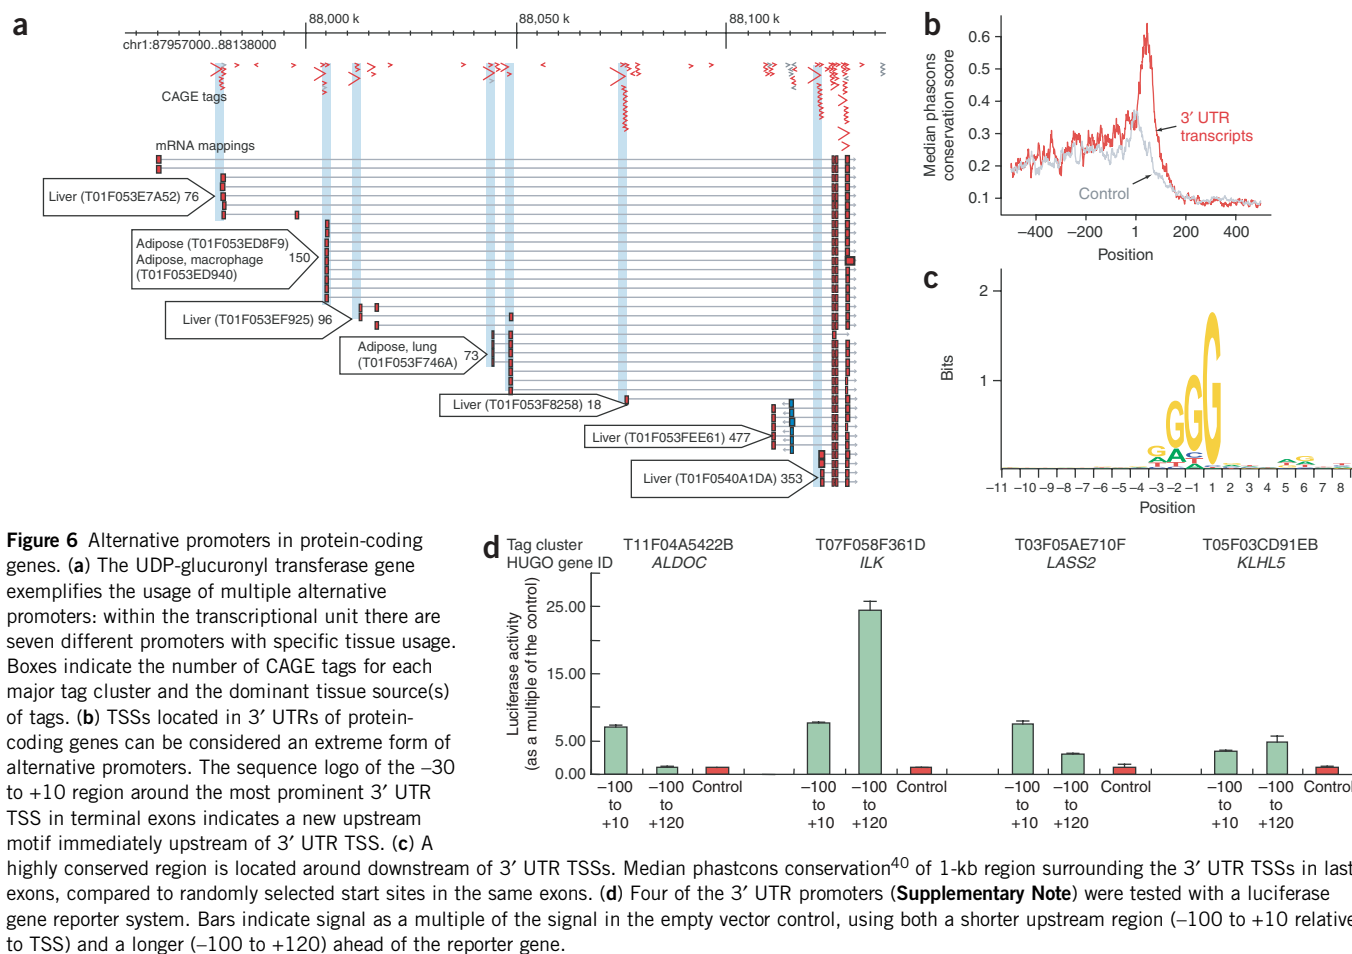 a
88,000 k
88,050 k
88,100 k
chr1:87957000..88138000
CAGE tags
mRNA mappings
Liver (T01F053E7A52) 76
Adipose (T01F053ED8F9)
Adipose, macrophage
(T01F053ED940)
150
Liver (T01F053EF925) 96
Adipose, lung
(T01F053F746A)
73
Liver (T01F053F8258) 18
Liver (T01F053FEE61) 477
Liver (T01F0540A1DA) 353
b
Median phascons
conservation score
0.6
0.5
0.4
0.3
0.2
0.1
3′ UTR
transcripts
Control
−400
−200
1
200
400
Position
c
Bits
2
1
G
G
G
G
A
A
T
T
C
T
A
A
G
−11 −10 −9 −8 −7 −6 −5 −4 −3 −2 −1 1 2 3 4 5 6 7 8
Position
Figure 6 Alternative promoters in protein-coding
genes. (a) The UDP-glucuronyl transferase gene
exemplifies the usage of multiple alternative
promoters: within the transcriptional unit there are
seven different promoters with specific tissue usage.
Boxes indicate the number of CAGE tags for each
major tag cluster and the dominant tissue source(s)
of tags. (b) TSSs located in 3′ UTRs of protein-
coding genes can be considered an extreme form of
alternative promoters. The sequence logo of the –30
to +10 region around the most prominent 3′ UTR
TSS in terminal exons indicates a new upstream
motif immediately upstream of 3′ UTR TSS. (c) A
highly conserved region is located around downstream of 3′ UTR TSSs. Median phastcons conservation40 of 1-kb region surrounding the 3′ UTR TSSs in last
exons, compared to randomly selected start sites in the same exons. (d) Four of the 3′ UTR promoters (Supplementary Note) were tested with a luciferase
gene reporter system. Bars indicate signal as a multiple of the signal in the empty vector control, using both a shorter upstream region (–100 to +10 relative
to TSS) and a longer (–100 to +120) ahead of the reporter gene.
d
Tag cluster T11F04A5422B T07F058F361D T03F05AE710F T05F03CD91EB
HUGO gene ID ALDOC ILK LASS2 KLHL5
Luciferase activity
(as a multiple of the control)
25.00
15.00
5.00
0.00
−100 −100 Control −100 −100 Control −100 −100 Control −100 −100 Control
to to to to to to to to
+10 +120 +10 +120 +10 +120 +10 +120